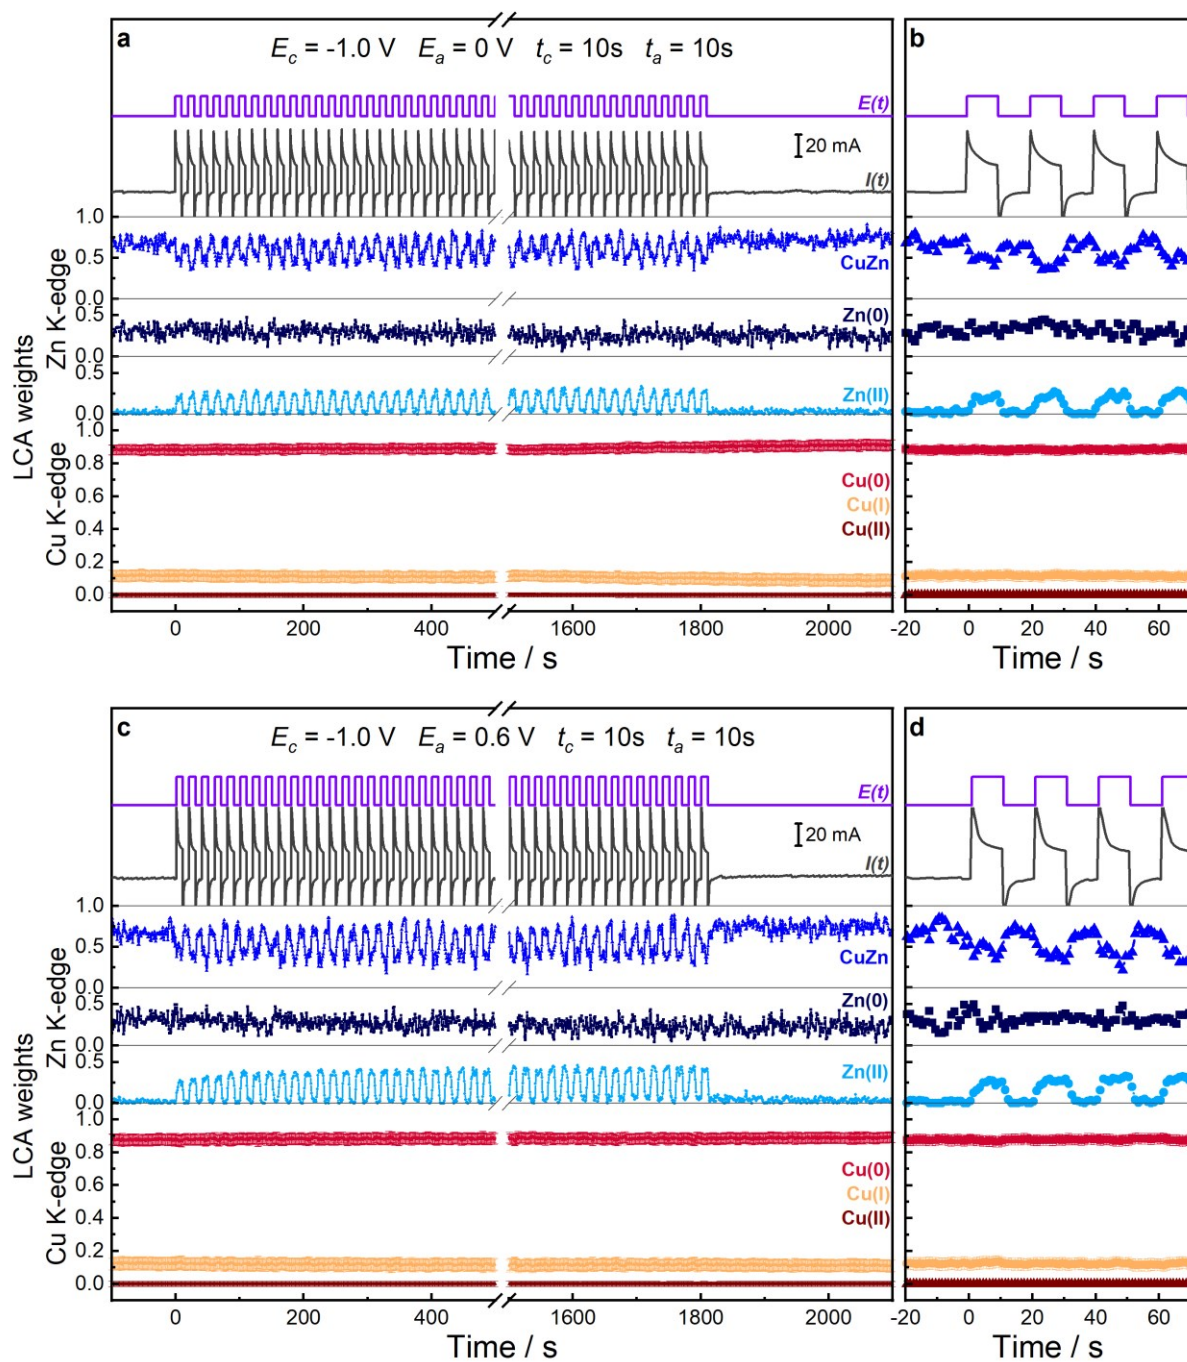 a
E_c = -1.0 V E_a = 0 V t_c = 10s t_a = 10s
E(t)
20 mA
I(t)
1.0
CuZn
0.5
0.0
Zn(0)
0.5
0.0
Zn(II)
0.5
0.0
1.0
0.8
Cu(0)
0.6
Cu(I)
Cu(II)
0.4
0.2
0.0
LCA weights
Zn K-edge
Cu K-edge
0 200 400 1600 1800 2000
Time / s
b
-20 0 20 40 60
Time / s
c
E_c = -1.0 V E_a = 0.6 V t_c = 10s t_a = 10s
E(t)
20 mA
I(t)
1.0
CuZn
0.5
0.0
Zn(0)
0.5
0.0
Zn(II)
0.5
0.0
1.0
0.8
Cu(0)
0.6
Cu(I)
Cu(II)
0.4
0.2
0.0
LCA weights
Zn K-edge
Cu K-edge
0 200 400 1600 1800 2000
Time / s
d
-20 0 20 40 60
Time / s